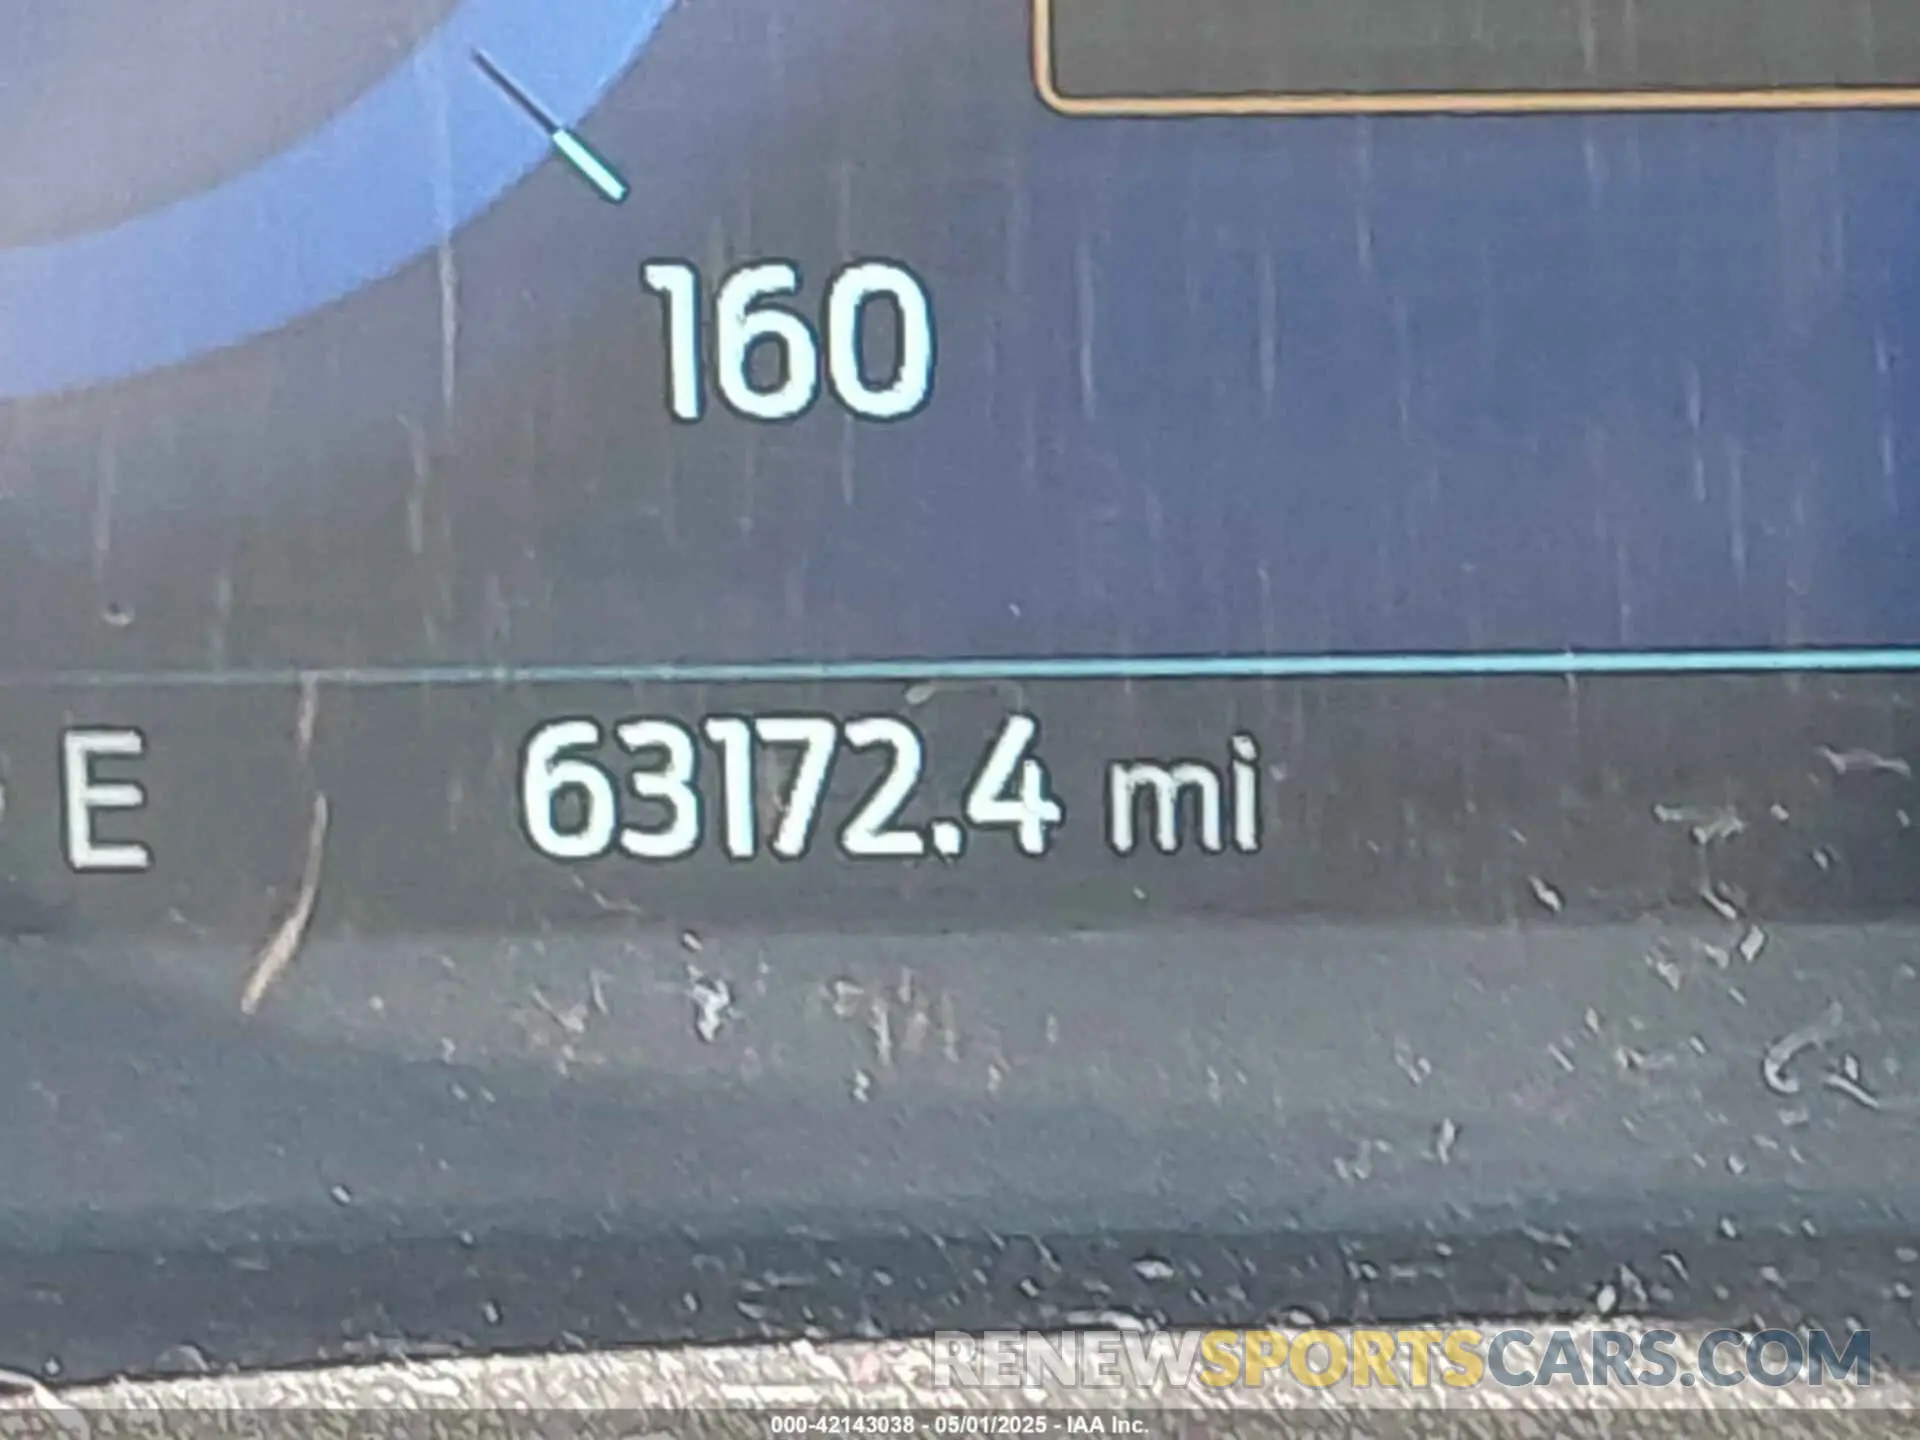 160
E 63172.4 mi
RENEWSPORTSCARS.COM
000-42143038 - 05/01/2025 - IAA Inc.